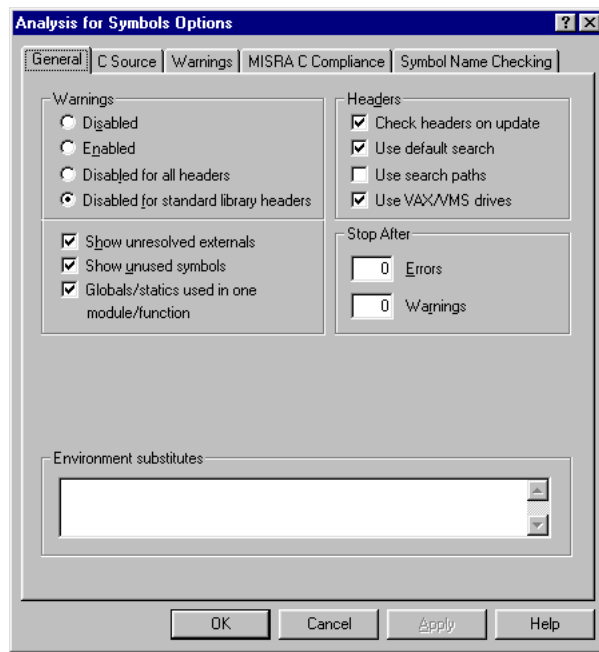 Analysis for Symbols Options
General
C Source
Warnings
MISRA C Compliance
Symbol Name Checking
Warnings
Disabled
Enabled
Disabled for all headers
Disabled for standard library headers
Show unresolved externals
Show unused symbols
Globals/statics used in one
module/function
Headers
Check headers on update
Use default search
Use search paths
Use VAX/VMS drives
Stop After
0 Errors
0 Warnings
Environment substitutes
OK
Cancel
Apply
Help